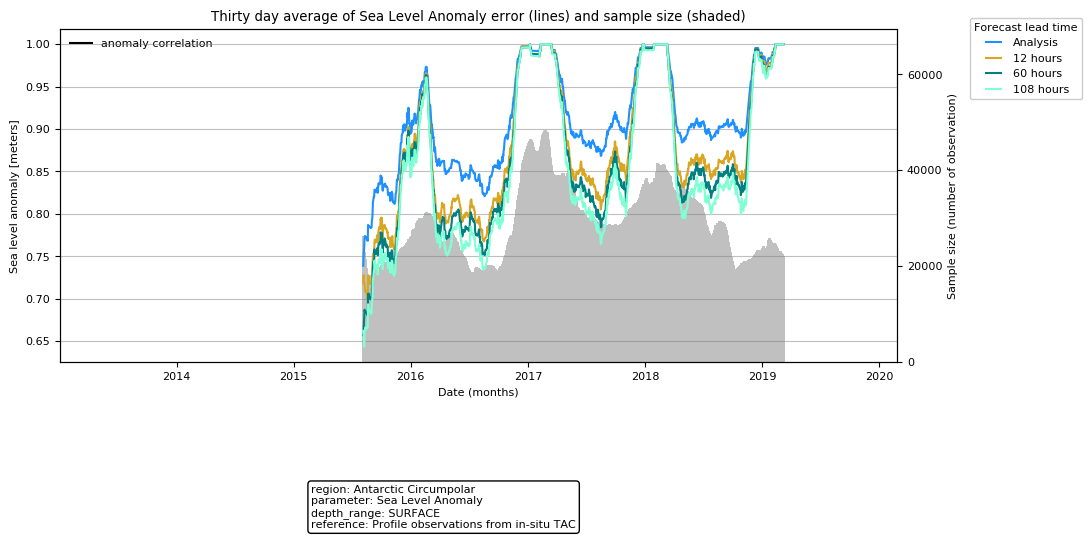 Thirty day average of Sea Level Anomaly error (lines) and sample size (shaded)
Forecast lead time
Analysis
12 hours
60 hours
108 hours
anomaly correlation
Sea level anomaly [meters]
1.00
0.95
0.90
0.85
0.80
0.75
0.70
0.65
60000
40000
20000
0
Sample size (number of observation)
2014
2015
2016
2017
2018
2019
2020
Date (months)
region: Antarctic Circumpolar
parameter: Sea Level Anomaly
depth_range: SURFACE
reference: Profile observations from in-situ TAC